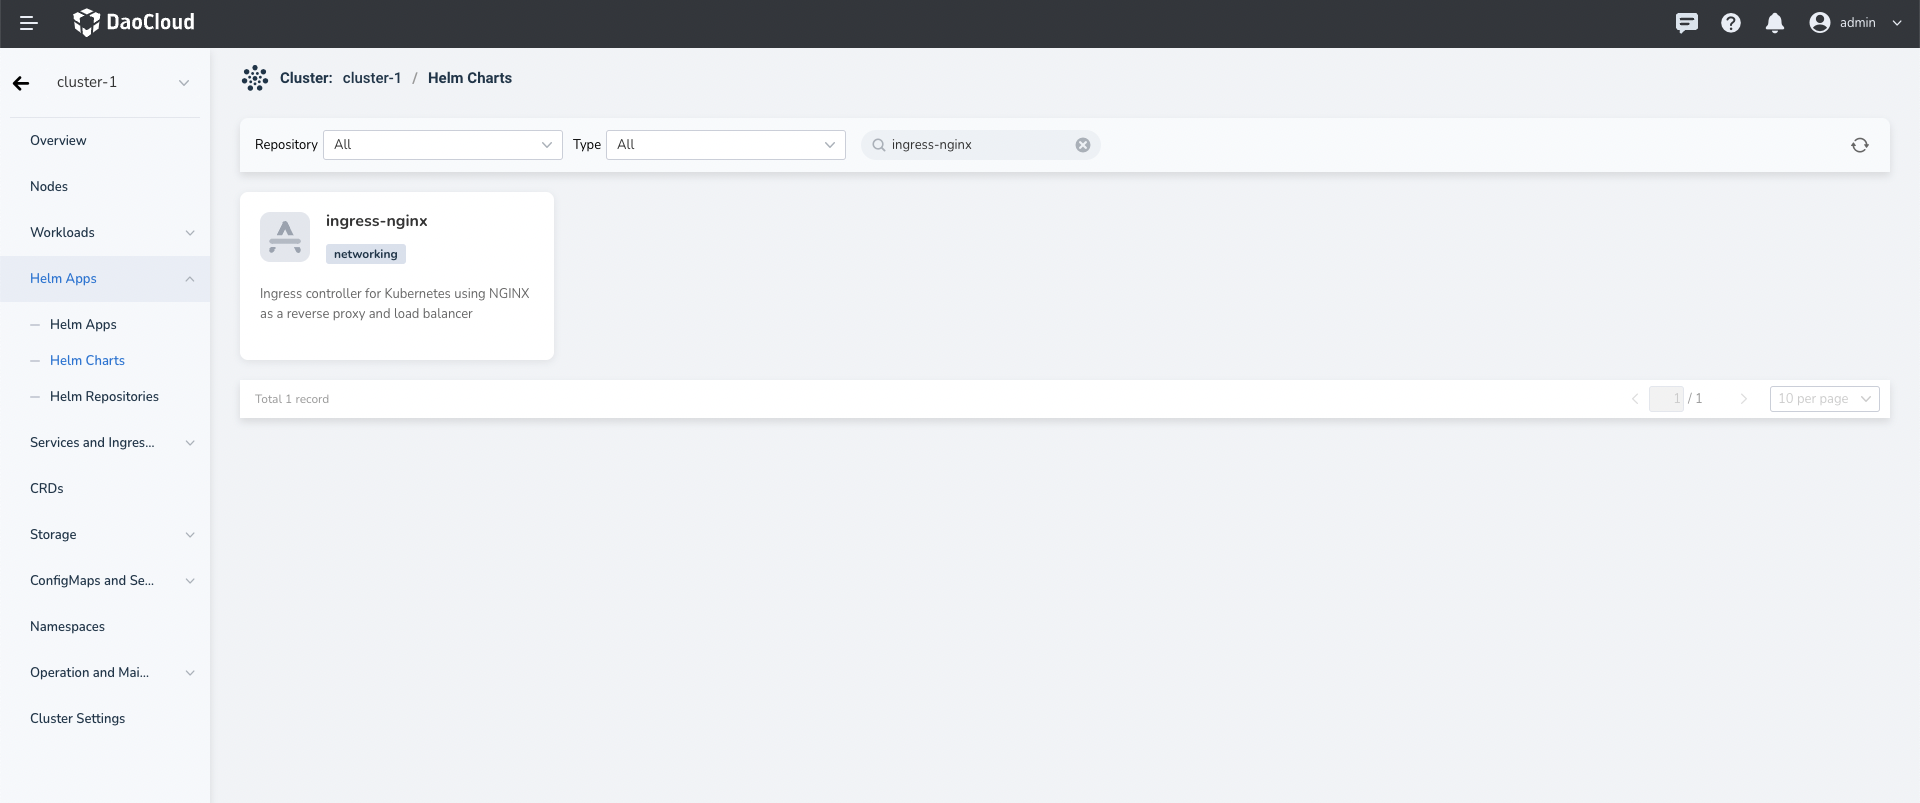 DaoCloud
admin
cluster-1
Cluster: cluster-1 / Helm Charts
Overview
Nodes
Workloads
Helm Apps
Helm Apps
Helm Charts
Helm Repositories
Services and Ingres...
CRDs
Storage
ConfigMaps and Se...
Namespaces
Operation and Mai...
Cluster Settings
Repository All Type All ingress-nginx
ingress-nginx
networking
Ingress controller for Kubernetes using NGINX
as a reverse proxy and load balancer
Total 1 record
1 / 1
10 per page